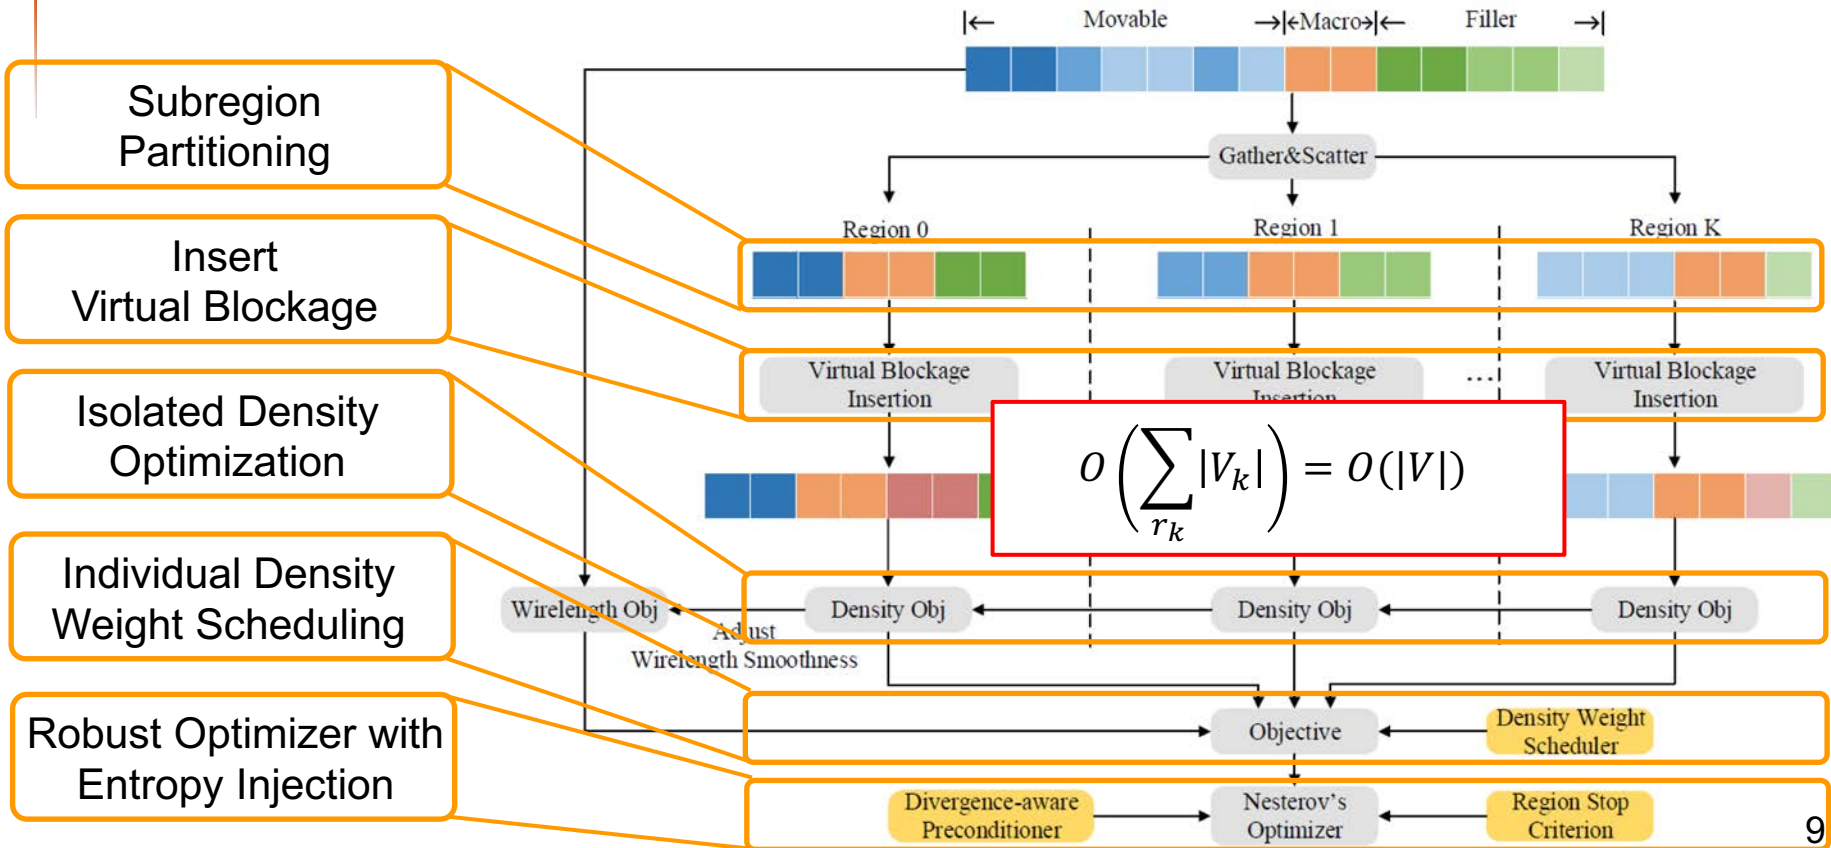 Movable
Macro
Filler
Subregion
Partitioning
Gather&Scatter
Region 0
Region 1
Region K
Insert
Virtual Blockage
Virtual Blockage
Insertion
Virtual Blockage
Insertion
...
Virtual Blockage
Insertion
Isolated Density
Optimization
O(∑_{r_k}|V_k|) = O(|V|)
Individual Density
Weight Scheduling
Wirelength Obj
Density Obj
Density Obj
Density Obj
Adjust
Wirelength Smoothness
Robust Optimizer with
Entropy Injection
Objective
Density Weight
Scheduler
Divergence-aware
Preconditioner
Nesterov's
Optimizer
Region Stop
Criterion
9